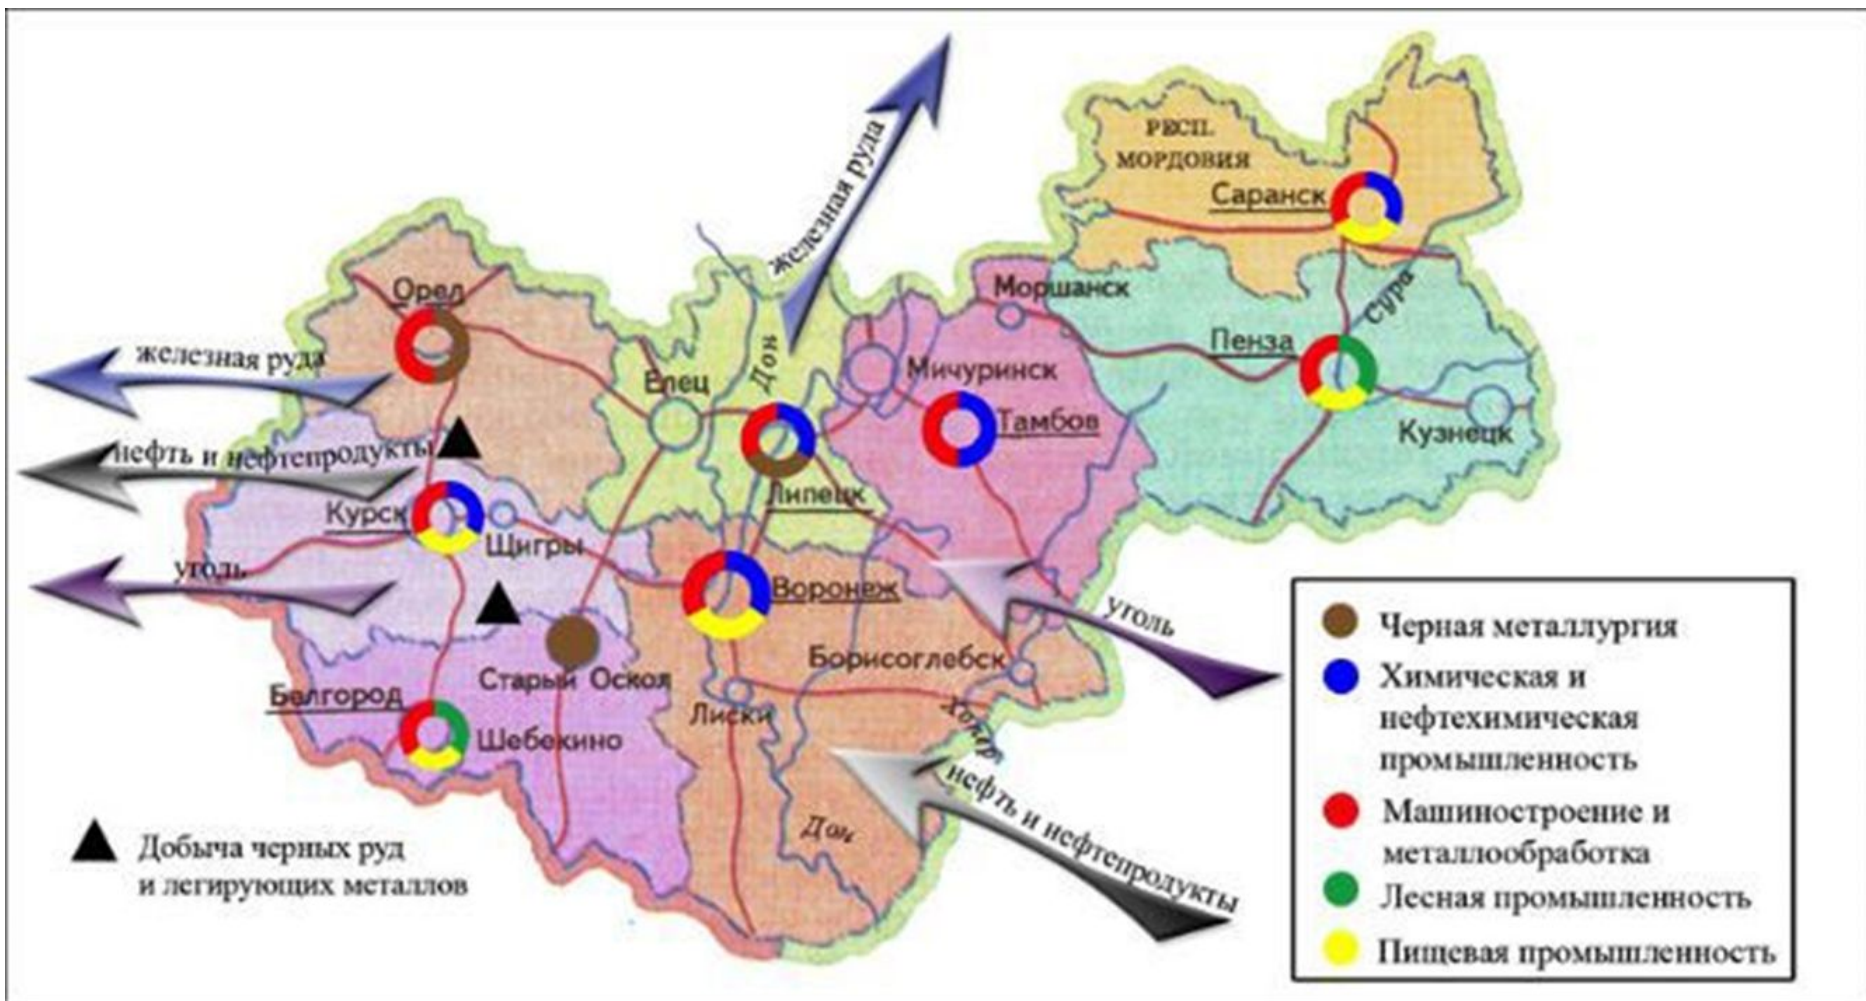 железная руда
РЕСП.
МОРДОВИЯ
Саранск
Орел
Моршанск
Сура
железная руда
Дон
Пенза
Елец
Мичуринск
Тамбов
Кузнецк
нефть и нефтепродукты
Липецк
Курск
Щигры
уголь
Воронеж
уголь
Борисоглебск
Старый Оскол
Белгород
Лиски
Хопер
Шебекино
нефть и нефтепродукты
Дон
Добыча черных руд
и легирующих металлов
Черная металлургия
Химическая и
нефтехимическая
промышленность
Машиностроение и
металлообработка
Лесная промышленность
Пищевая промышленность